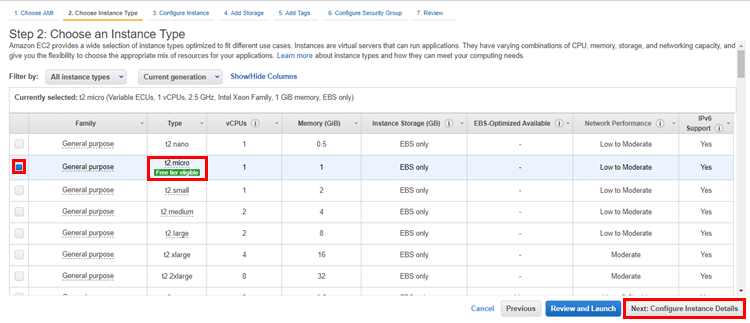 1. Choose AMI 2. Choose Instance Type 3. Configure Instance 4. Add Storage 5. Add Tags 6. Configure Security Group 7. Review
Step 2: Choose an Instance Type
Amazon EC2 provides a wide selection of instance types optimized to fit different use cases. Instances are virtual servers that can run applications. They have varying combinations of CPU, memory, storage, and networking capacity, and
give you the flexibility to choose the appropriate mix of resources for your applications. Learn more about instance types and how they can meet your computing needs.
Filter by: All instance types Current generation Show/Hide Columns
Currently selected: t2.micro (Variable ECUs, 1 vCPUs, 2.5 GHz, Intel Xeon Family, 1 GiB memory, EBS only)
Family Type vCPUs Memory (GiB) Instance Storage (GB) EBS-Optimized Available Network Performance IPv6 Support
General purpose t2.nano 1 0.5 EBS only - Low to Moderate Yes
General purpose t2.micro 1 1 EBS only - Low to Moderate Yes
Free tier eligible
General purpose t2.small 1 2 EBS only - Low to Moderate Yes
General purpose t2.medium 2 4 EBS only - Low to Moderate Yes
General purpose t2.large 2 8 EBS only - Low to Moderate Yes
General purpose t2.xlarge 4 16 EBS only - Moderate Yes
General purpose t2.2xlarge 8 32 EBS only - Moderate Yes
Cancel Previous Review and Launch Next: Configure Instance Details